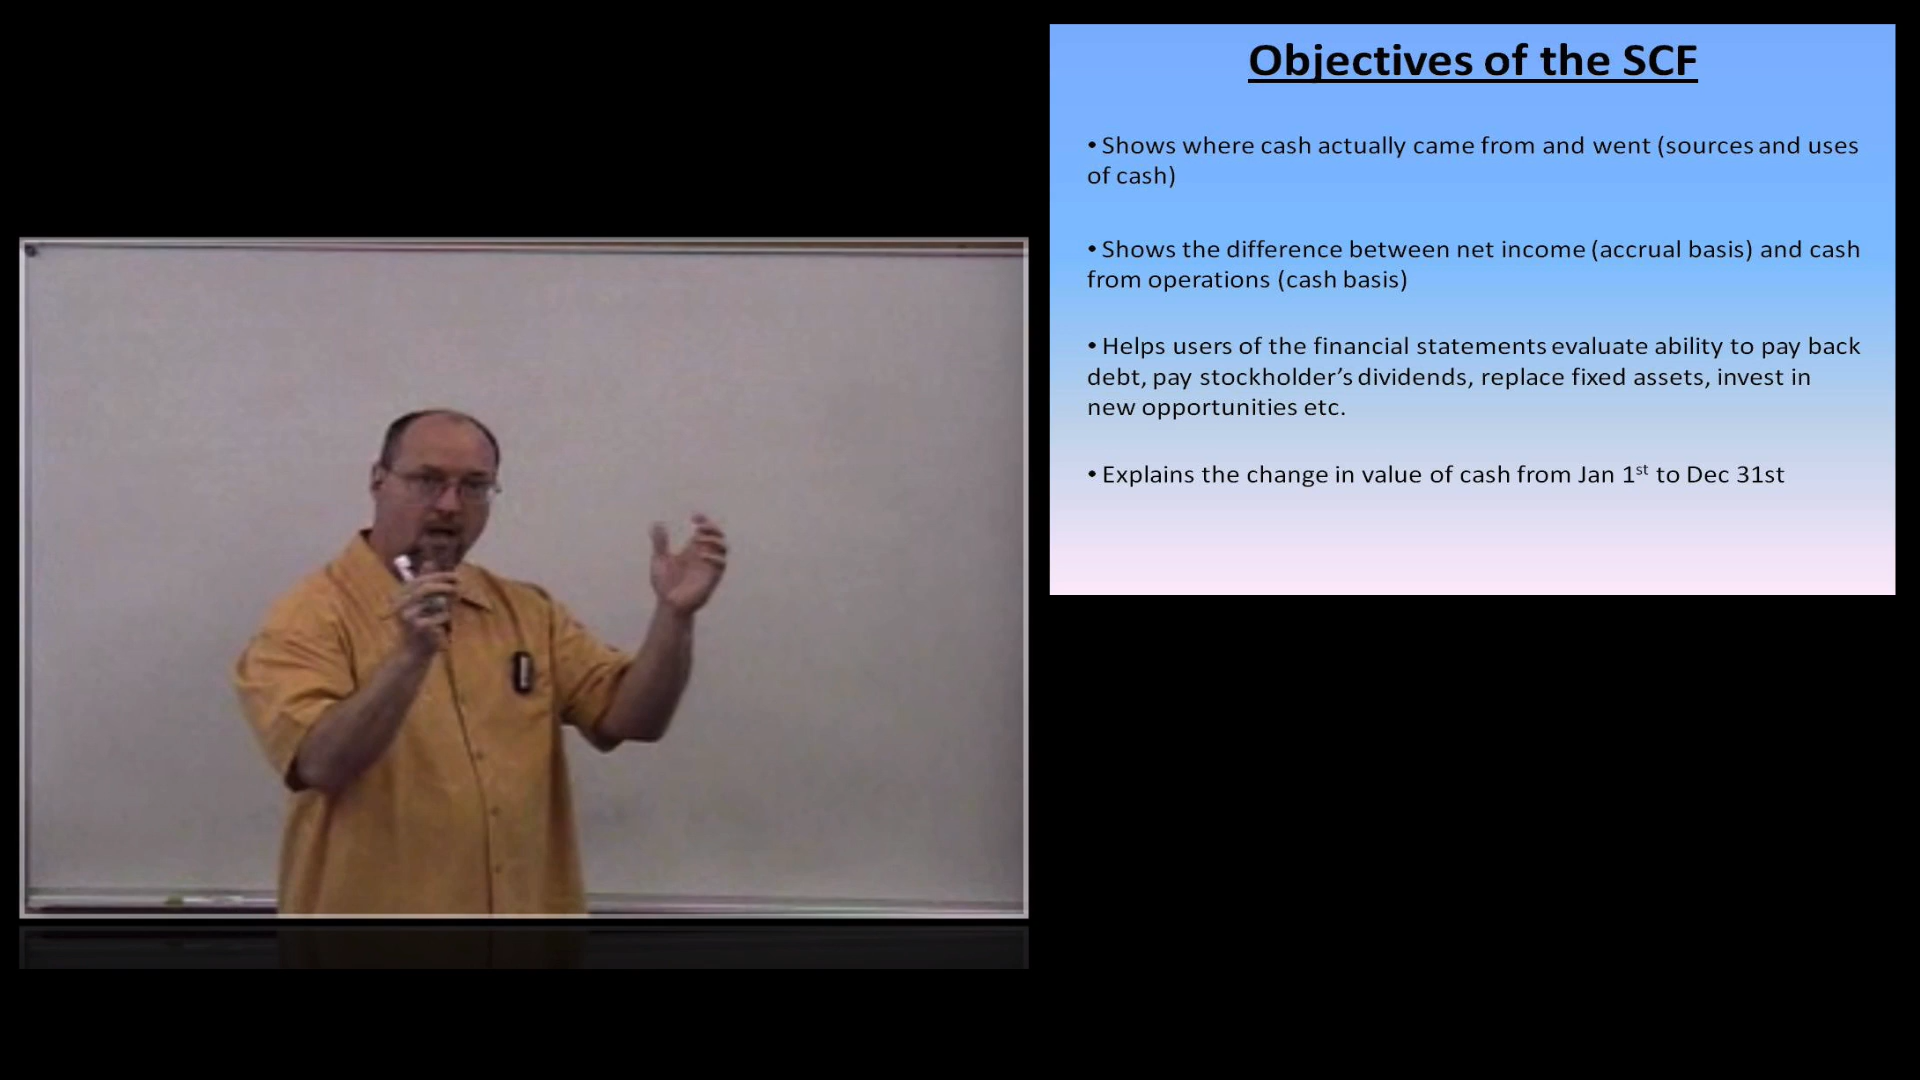 Objectives of the SCF
• Shows where cash actually came from and went (sources and uses
of cash)
• Shows the difference between net income (accrual basis) and cash
from operations (cash basis)
• Helps users of the financial statements evaluate ability to pay back
debt, pay stockholder’s dividends, replace fixed assets, invest in
new opportunities etc.
• Explains the change in value of cash from Jan 1st to Dec 31st